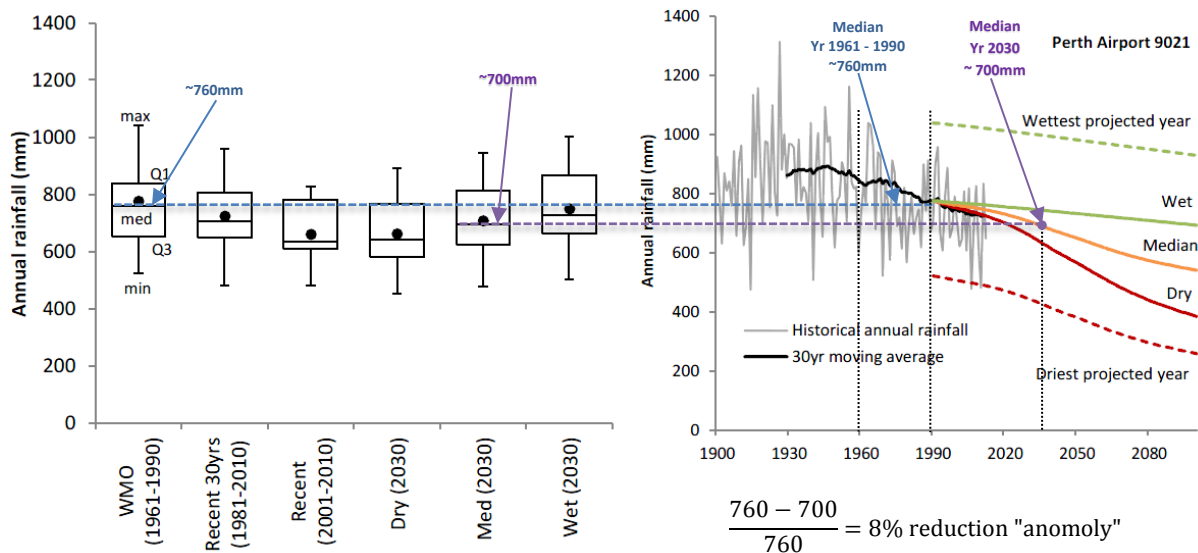 1400
1200
1000
800
600
400
200
0
Annual rainfall (mm)
~760mm
~700mm
max
Q1
med
Q3
min
WMO
(1961-1990)
Recent 30yrs
(1981-2010)
Recent
(2001-2010)
Dry (2030)
Med (2030)
Wet (2030)
1400
1200
1000
800
600
400
200
0
Annual rainfall (mm)
Median
Yr 1961 - 1990
~760mm
Median
Yr 2030
~ 700mm
Perth Airport 9021
Wettest projected year
Wet
Median
Dry
Historical annual rainfall
30yr moving average
Driest projected year
1900
1930
1960
1990
2020
2050
2080
760 − 700
760
= 8% reduction "anomoly"